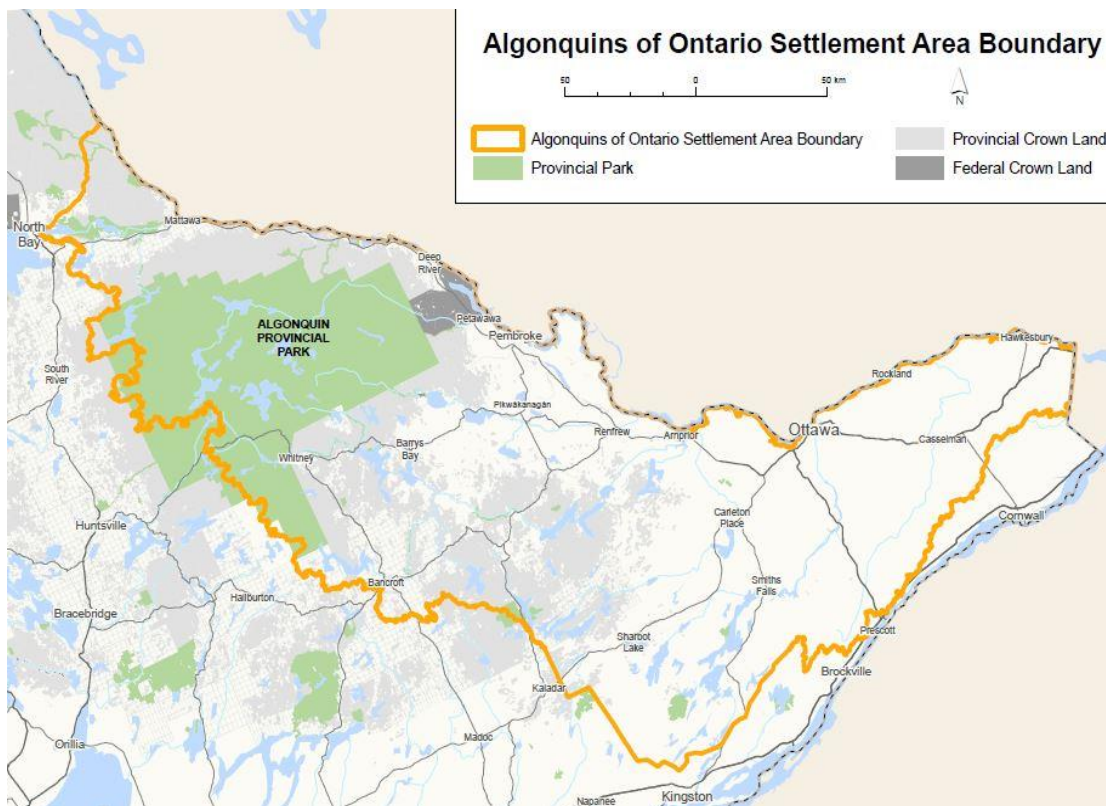 Algonquins of Ontario Settlement Area Boundary
50 0 50 km
N
Algonquins of Ontario Settlement Area Boundary
Provincial Park
Provincial Crown Land
Federal Crown Land
North
Bay
Mattawa
Deep
River
Petawawa
Pembroke
ALGONQUIN
PROVINCIAL
PARK
South
River
Hawkesbury
Rockland
Pikwàkanagàn
Renfrew
Arnprior
Ottawa
Casselman
Barrys
Bay
Whitney
Carleton
Place
Cornwall
Huntsville
Bancroft
Haliburton
Smiths
Falls
Bracebridge
Prescott
Sharbot
Lake
Brockville
Kaladar
Orillia
Madoc
Napanee
Kingston